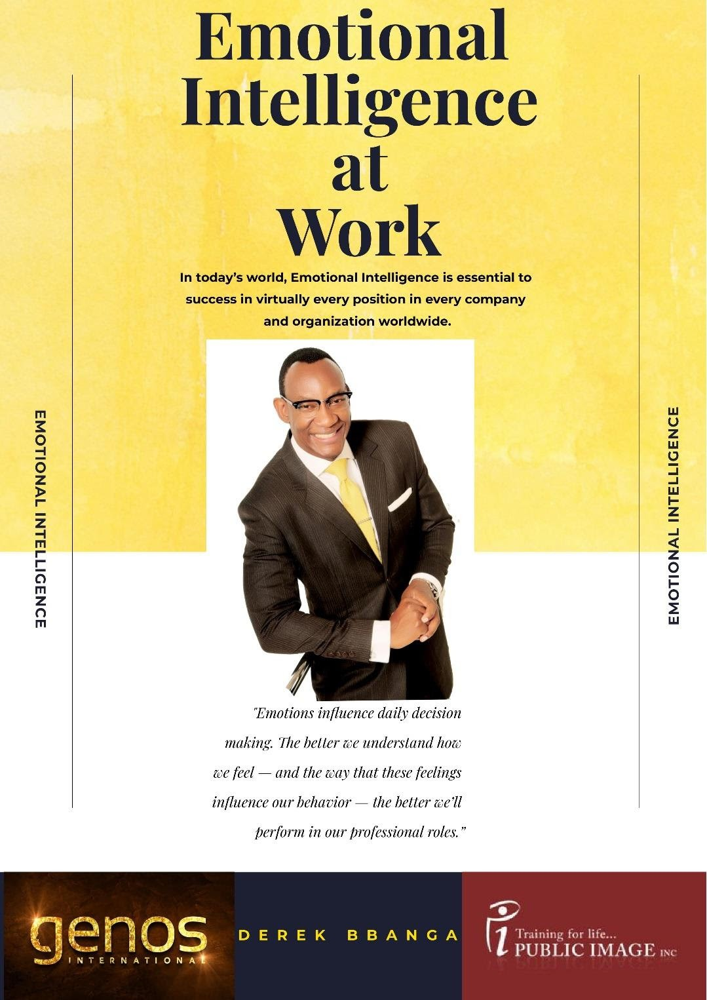 Emotional
Intelligence
at
Work
In today’s world, Emotional Intelligence is essential to
success in virtually every position in every company
and organization worldwide.
EMOTIONAL INTELLIGENCE
EMOTIONAL INTELLIGENCE
"Emotions influence daily decision
making. The better we understand how
we feel — and the way that these feelings
influence our behavior — the better we’ll
perform in our professional roles.”
genos
INTERNATIONAL
DEREK BBANGA
Training for life...
PUBLIC IMAGE INC